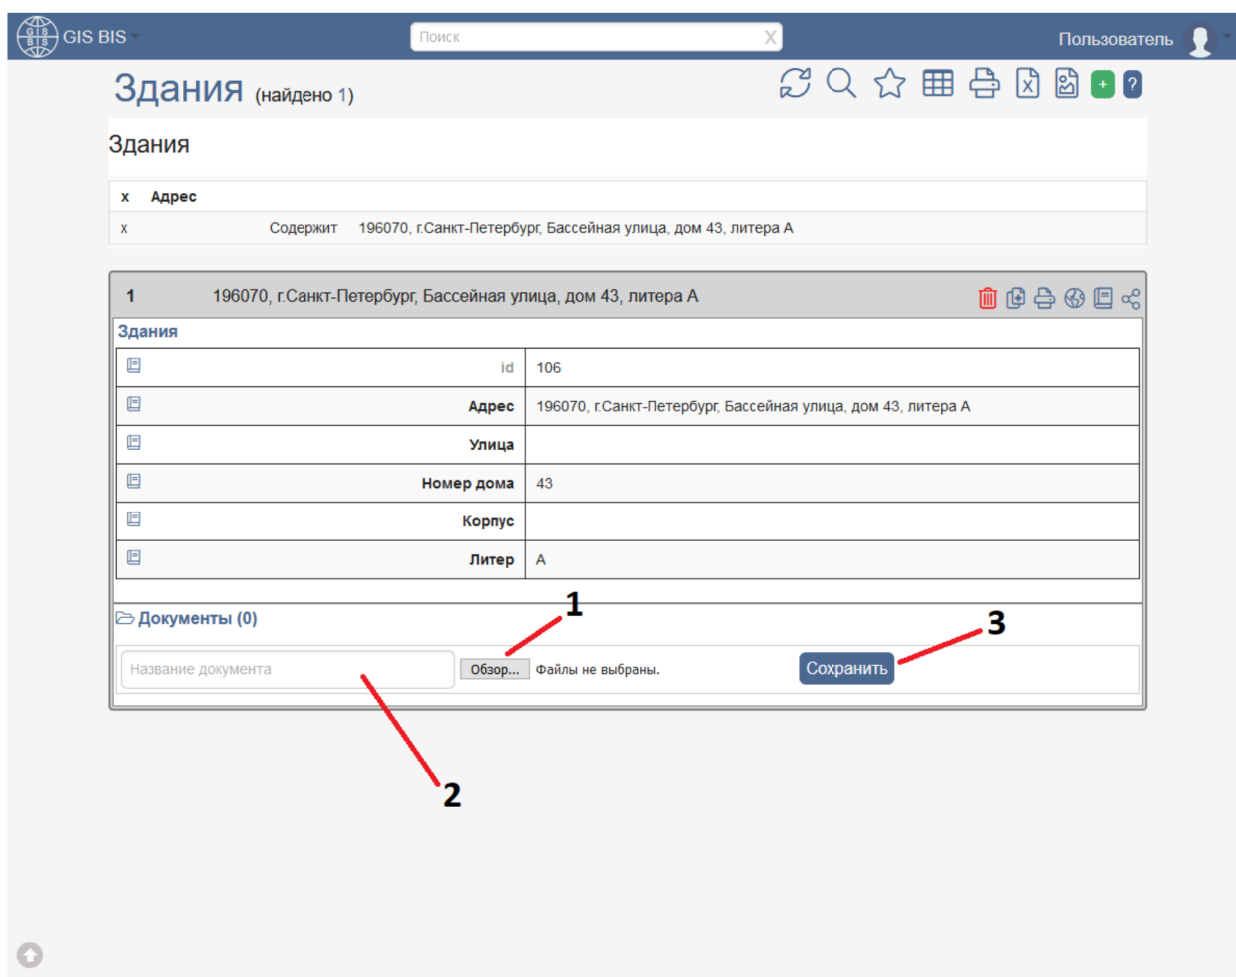 GIS BIS
GIS BIS Поиск X Пользователь
Здания (найдено 1)
X + ?
Здания
x Адрес
x Содержит 196070, г.Санкт-Петербург, Бассейная улица, дом 43, литера А
1 196070, г.Санкт-Петербург, Бассейная улица, дом 43, литера А
Здания
id 106
Адрес 196070, г.Санкт-Петербург, Бассейная улица, дом 43, литера А
Улица
Номер дома 43
Корпус
Литер А
1
Документы (0)
3
Название документа Обзор... Файлы не выбраны. Сохранить
2